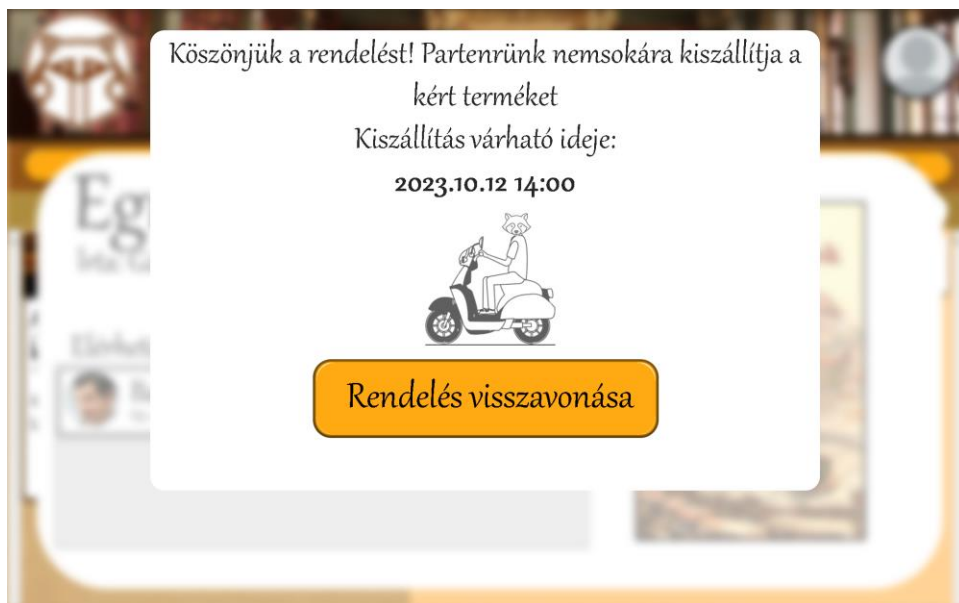 Köszönjük a rendelést! Partenrünk nemsokára kiszállítja a
kért terméket
Kiszállítás várható ideje:
2023.10.12 14:00
Rendelés visszavonása